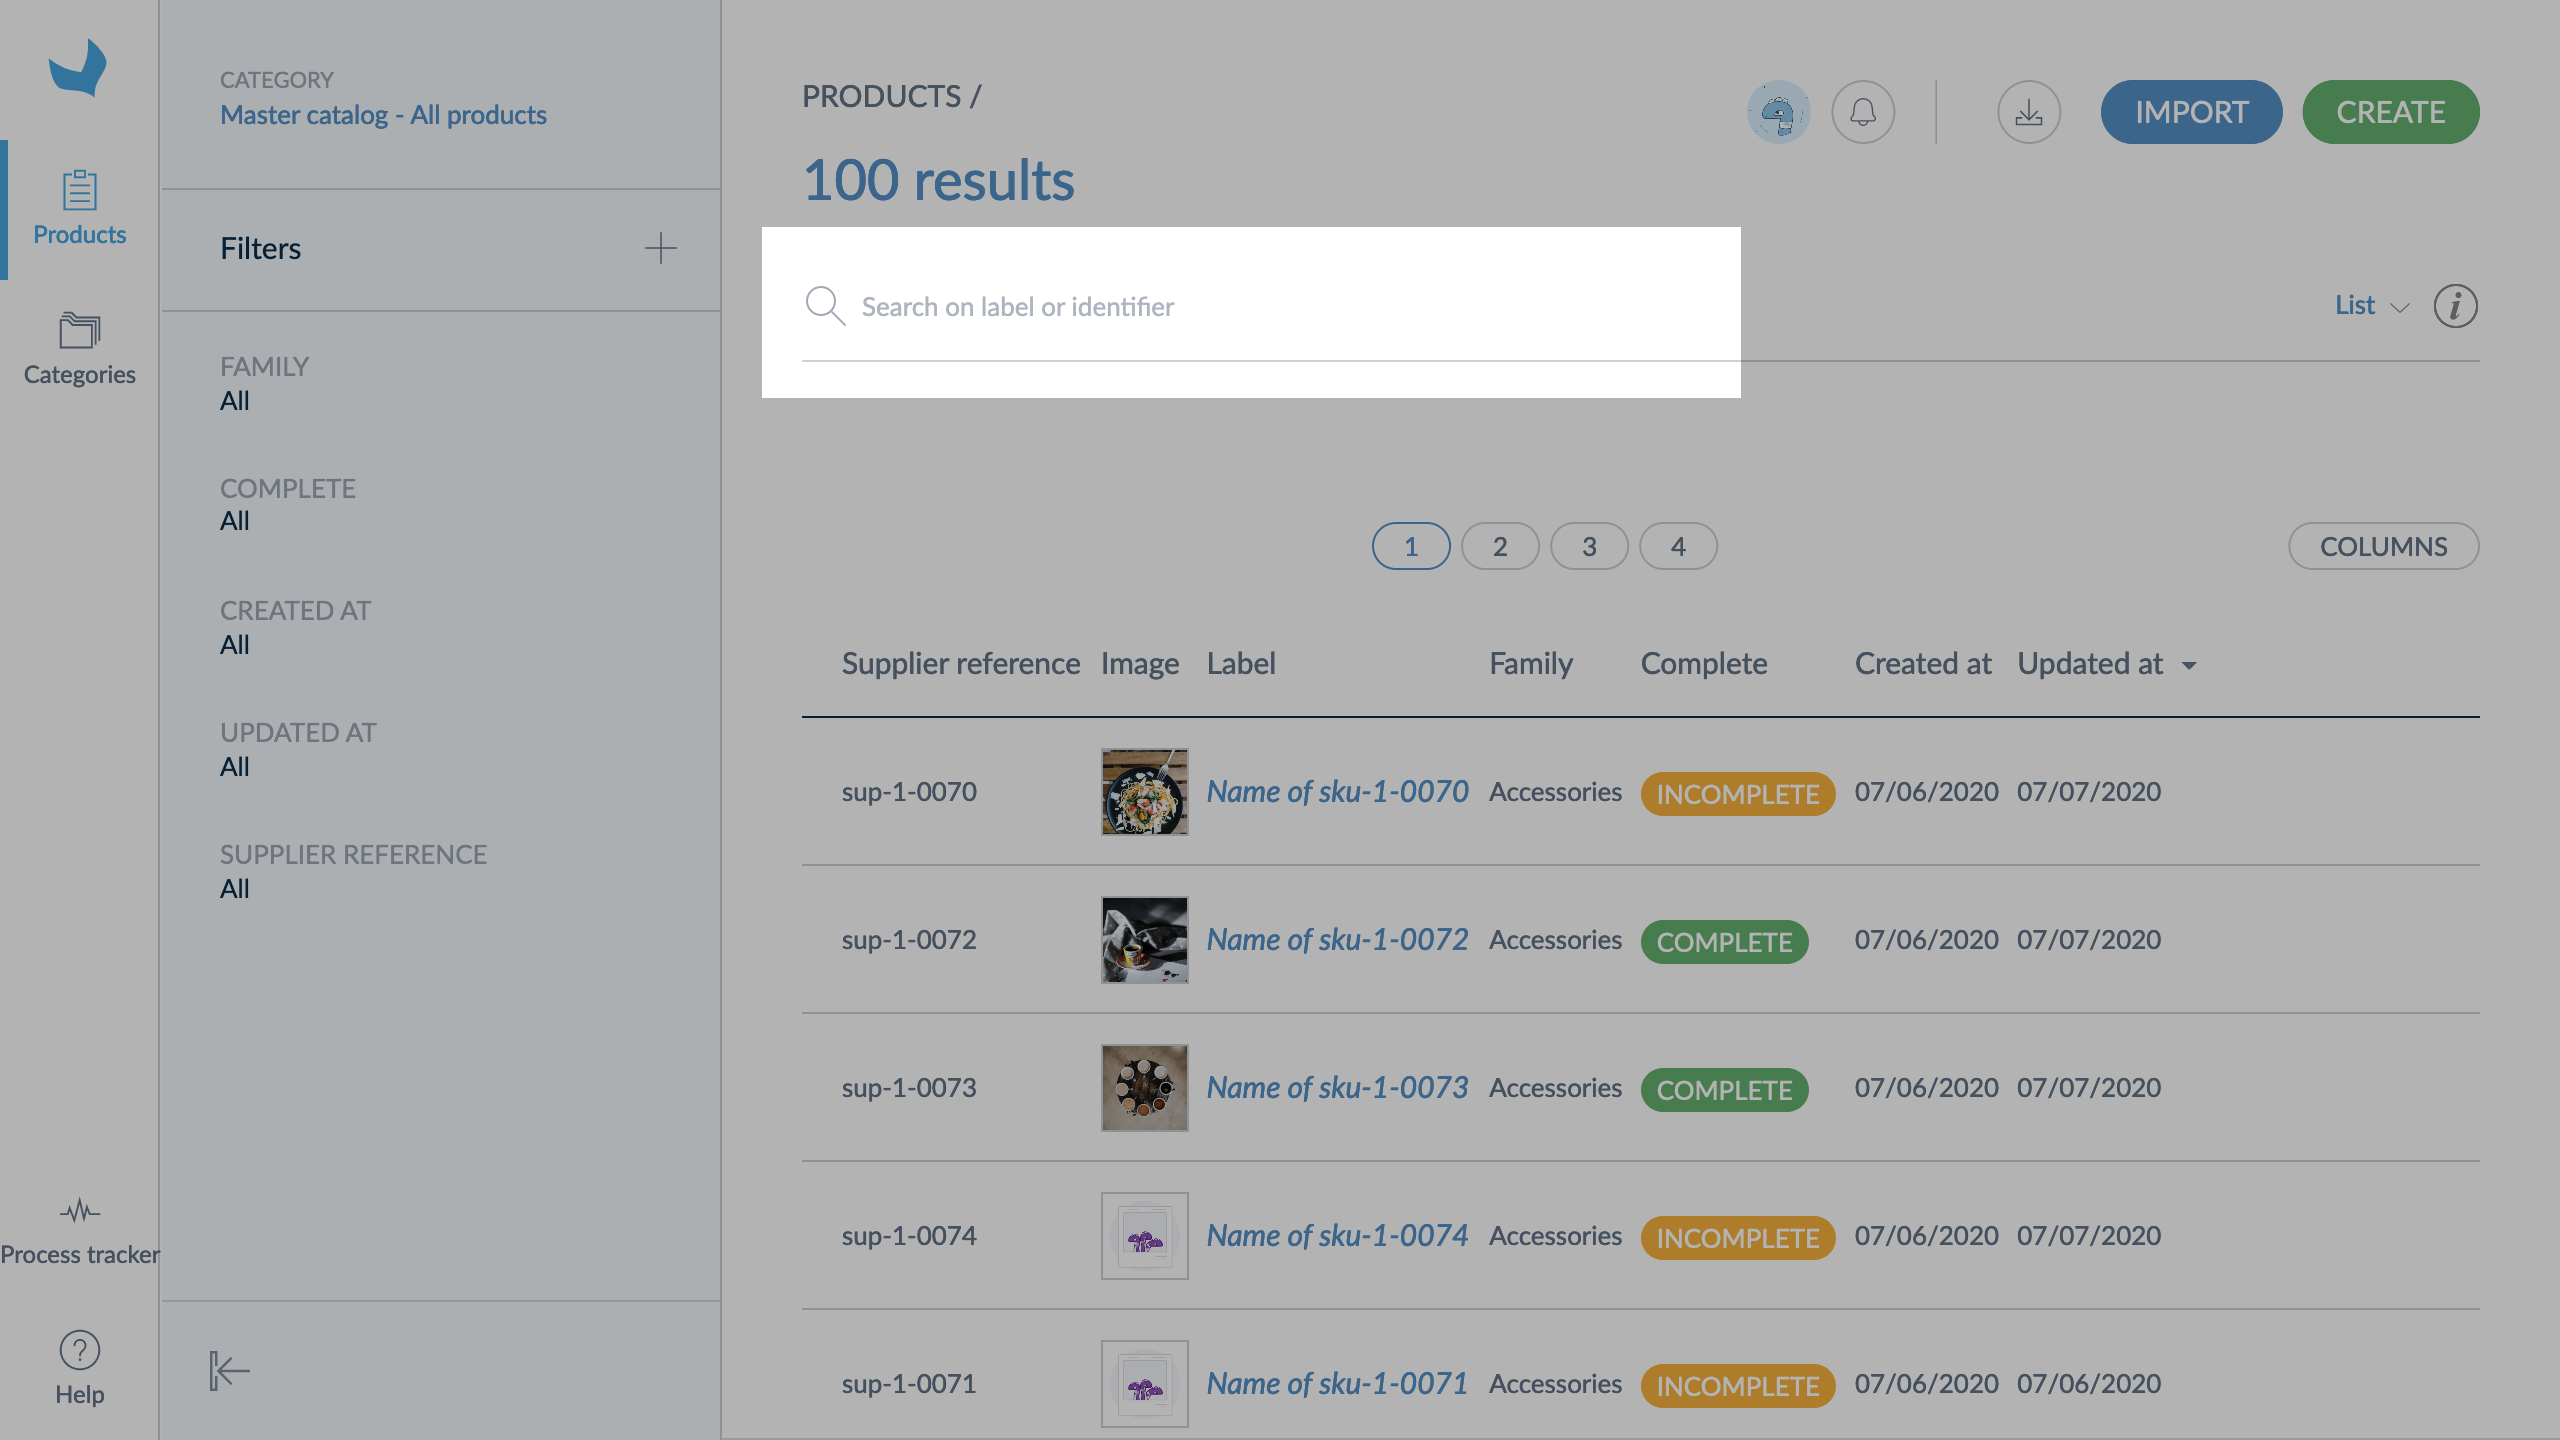 CATEGORY
Master catalog - All products
Products
Categories
Process tracker
Help
Filters
FAMILY
All
COMPLETE
All
CREATED AT
All
UPDATED AT
All
SUPPLIER REFERENCE
All
PRODUCTS /
IMPORT
CREATE
100 results
Search on label or identifier
List
i
1 2 3 4
COLUMNS
Supplier reference Image Label Family Complete Created at Updated at
sup-1-0070 Name of sku-1-0070 Accessories INCOMPLETE 07/06/2020 07/07/2020
sup-1-0072 Name of sku-1-0072 Accessories COMPLETE 07/06/2020 07/07/2020
sup-1-0073 Name of sku-1-0073 Accessories COMPLETE 07/06/2020 07/07/2020
sup-1-0074 Name of sku-1-0074 Accessories INCOMPLETE 07/06/2020 07/07/2020
sup-1-0071 Name of sku-1-0071 Accessories INCOMPLETE 07/06/2020 07/06/2020